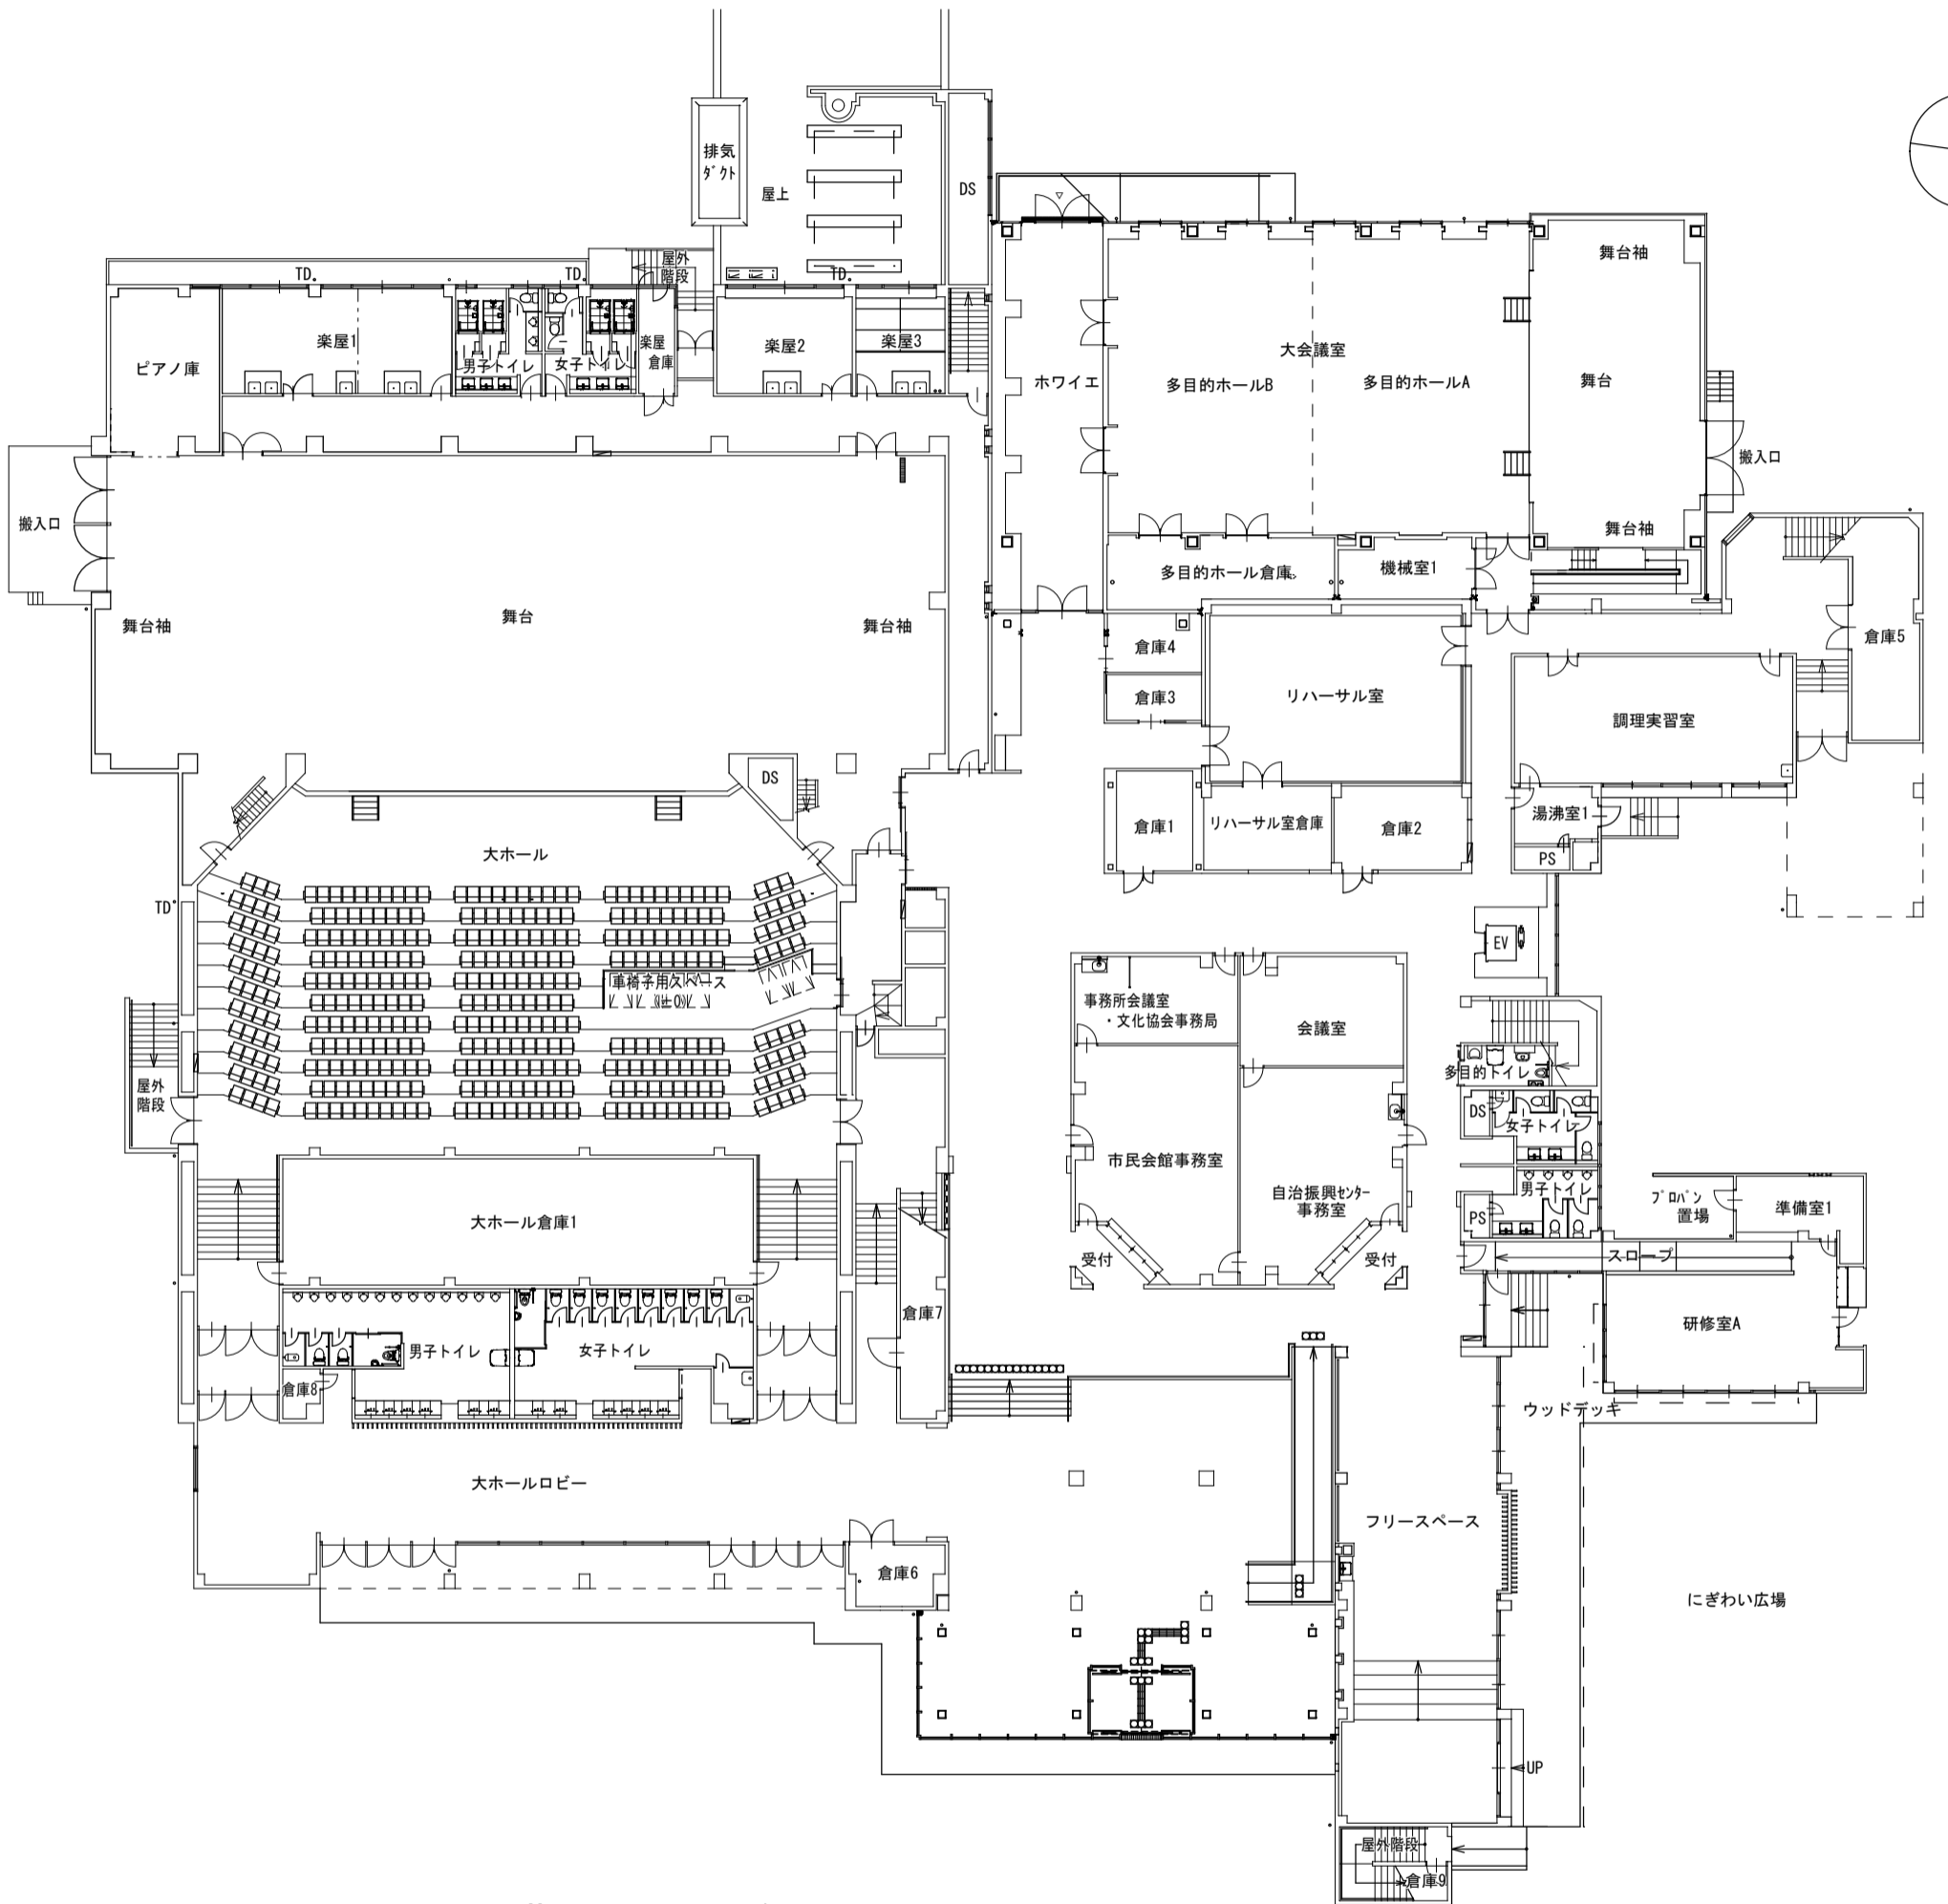 排気
ﾀﾞｸﾄ
屋上
DS
TD
TD
屋外
階段
TD
ピアノ庫
楽屋1
男子トイレ
女子トイレ
楽屋
倉庫
楽屋2
楽屋3
ホワイエ
大会議室
多目的ホールB
多目的ホールA
舞台袖
舞台
舞台袖
搬入口
搬入口
舞台袖
舞台
舞台袖
多目的ホール倉庫
機械室1
倉庫4
倉庫3
リハーサル室
倉庫5
調理実習室
DS
倉庫1
リハーサル室倉庫
倉庫2
湯沸室1
PS
大ホール
TD
EV
事務所会議室
・文化協会事務局
会議室
屋外
階段
多目的トイレ
DS
女子トイレ
市民会館事務室
自治振興ｾﾝﾀｰ
事務室
男子トイレ
PS
ﾌﾟﾛﾊﾟﾝ
置場
準備室1
大ホール倉庫1
受付
受付
スロープ
倉庫7
研修室A
男子トイレ
女子トイレ
倉庫8
ウッドデッキ
大ホールロビー
フリースペース
倉庫6
にぎわい広場
UP
屋外階段
倉庫9